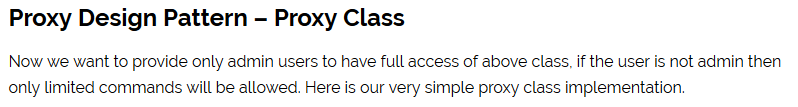 Proxy Design Pattern – Proxy Class
Now we want to provide only admin users to have full access of above class, if the user is not admin then
only limited commands will be allowed. Here is our very simple proxy class implementation.